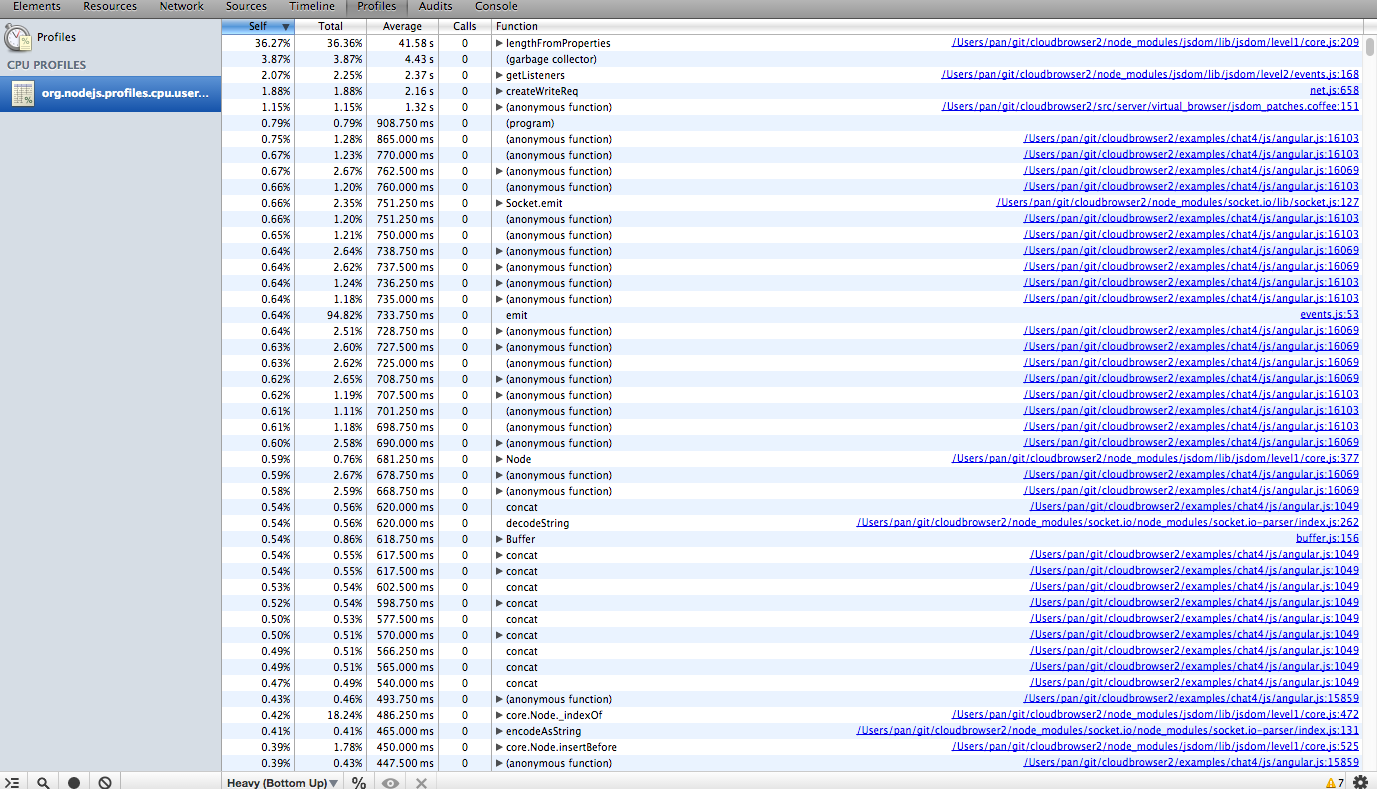 Elements Resources Network Sources Timeline Profiles Audits Console
Profiles
CPU PROFILES
org.nodejs.profiles.cpu.user...
Self ▼ Total Average Calls Function
36.27% 36.36% 41.58 s 0 ▶ lengthFromProperties /Users/pan/git/cloudbrowser2/node_modules/jsdom/lib/jsdom/level1/core.js:209
3.87% 3.87% 4.43 s 0 (garbage collector)
2.07% 2.25% 2.37 s 0 ▶ getListeners /Users/pan/git/cloudbrowser2/node_modules/jsdom/lib/jsdom/level2/events.js:168
1.88% 1.88% 2.16 s 0 ▶ createWriteReq net.js:658
1.15% 1.15% 1.32 s 0 ▶ (anonymous function) /Users/pan/git/cloudbrowser2/src/server/virtual_browser/jsdom_patches.coffee:151
0.79% 0.79% 908.750 ms 0 (program)
0.75% 1.28% 865.000 ms 0 (anonymous function) /Users/pan/git/cloudbrowser2/examples/chat4/js/angular.js:16103
0.67% 1.23% 770.000 ms 0 (anonymous function) /Users/pan/git/cloudbrowser2/examples/chat4/js/angular.js:16103
0.67% 2.67% 762.500 ms 0 ▶ (anonymous function) /Users/pan/git/cloudbrowser2/examples/chat4/js/angular.js:16069
0.66% 1.20% 760.000 ms 0 (anonymous function) /Users/pan/git/cloudbrowser2/examples/chat4/js/angular.js:16103
0.66% 2.35% 751.250 ms 0 ▶ Socket.emit /Users/pan/git/cloudbrowser2/node_modules/socket.io/lib/socket.js:127
0.66% 1.20% 751.250 ms 0 (anonymous function) /Users/pan/git/cloudbrowser2/examples/chat4/js/angular.js:16103
0.65% 1.21% 750.000 ms 0 (anonymous function) /Users/pan/git/cloudbrowser2/examples/chat4/js/angular.js:16103
0.64% 2.64% 738.750 ms 0 ▶ (anonymous function) /Users/pan/git/cloudbrowser2/examples/chat4/js/angular.js:16069
0.64% 2.62% 737.500 ms 0 ▶ (anonymous function) /Users/pan/git/cloudbrowser2/examples/chat4/js/angular.js:16069
0.64% 1.24% 736.250 ms 0 ▶ (anonymous function) /Users/pan/git/cloudbrowser2/examples/chat4/js/angular.js:16103
0.64% 1.18% 735.000 ms 0 ▶ (anonymous function) /Users/pan/git/cloudbrowser2/examples/chat4/js/angular.js:16103
0.64% 94.82% 733.750 ms 0 emit events.js:53
0.64% 2.51% 728.750 ms 0 ▶ (anonymous function) /Users/pan/git/cloudbrowser2/examples/chat4/js/angular.js:16069
0.63% 2.60% 727.500 ms 0 ▶ (anonymous function) /Users/pan/git/cloudbrowser2/examples/chat4/js/angular.js:16069
0.63% 2.62% 725.000 ms 0 (anonymous function) /Users/pan/git/cloudbrowser2/examples/chat4/js/angular.js:16069
0.62% 2.65% 708.750 ms 0 ▶ (anonymous function) /Users/pan/git/cloudbrowser2/examples/chat4/js/angular.js:16069
0.62% 1.19% 707.500 ms 0 ▶ (anonymous function) /Users/pan/git/cloudbrowser2/examples/chat4/js/angular.js:16103
0.61% 1.11% 701.250 ms 0 (anonymous function) /Users/pan/git/cloudbrowser2/examples/chat4/js/angular.js:16103
0.61% 1.18% 698.750 ms 0 (anonymous function) /Users/pan/git/cloudbrowser2/examples/chat4/js/angular.js:16103
0.60% 2.58% 690.000 ms 0 ▶ (anonymous function) /Users/pan/git/cloudbrowser2/examples/chat4/js/angular.js:16069
0.59% 0.76% 681.250 ms 0 ▶ Node /Users/pan/git/cloudbrowser2/node_modules/jsdom/lib/jsdom/level1/core.js:377
0.59% 2.67% 678.750 ms 0 ▶ (anonymous function) /Users/pan/git/cloudbrowser2/examples/chat4/js/angular.js:16069
0.58% 2.59% 668.750 ms 0 ▶ (anonymous function) /Users/pan/git/cloudbrowser2/examples/chat4/js/angular.js:16069
0.54% 0.56% 620.000 ms 0 concat /Users/pan/git/cloudbrowser2/examples/chat4/js/angular.js:1049
0.54% 0.56% 620.000 ms 0 decodeString /Users/pan/git/cloudbrowser2/node_modules/socket.io/node_modules/socket.io-parser/index.js:262
0.54% 0.86% 618.750 ms 0 ▶ Buffer buffer.js:156
0.54% 0.55% 617.500 ms 0 ▶ concat /Users/pan/git/cloudbrowser2/examples/chat4/js/angular.js:1049
0.54% 0.55% 617.500 ms 0 ▶ concat /Users/pan/git/cloudbrowser2/examples/chat4/js/angular.js:1049
0.53% 0.54% 602.500 ms 0 concat /Users/pan/git/cloudbrowser2/examples/chat4/js/angular.js:1049
0.52% 0.54% 598.750 ms 0 ▶ concat /Users/pan/git/cloudbrowser2/examples/chat4/js/angular.js:1049
0.50% 0.53% 577.500 ms 0 concat /Users/pan/git/cloudbrowser2/examples/chat4/js/angular.js:1049
0.50% 0.51% 570.000 ms 0 ▶ concat /Users/pan/git/cloudbrowser2/examples/chat4/js/angular.js:1049
0.49% 0.51% 566.250 ms 0 concat /Users/pan/git/cloudbrowser2/examples/chat4/js/angular.js:1049
0.49% 0.51% 565.000 ms 0 concat /Users/pan/git/cloudbrowser2/examples/chat4/js/angular.js:1049
0.47% 0.49% 540.000 ms 0 concat /Users/pan/git/cloudbrowser2/examples/chat4/js/angular.js:1049
0.43% 0.46% 493.750 ms 0 ▶ (anonymous function) /Users/pan/git/cloudbrowser2/examples/chat4/js/angular.js:15859
0.42% 18.24% 486.250 ms 0 ▶ core.Node._indexOf /Users/pan/git/cloudbrowser2/node_modules/jsdom/lib/jsdom/level1/core.js:472
0.41% 0.41% 465.000 ms 0 ▶ encodeAsString /Users/pan/git/cloudbrowser2/node_modules/socket.io/node_modules/socket.io-parser/index.js:131
0.39% 1.78% 450.000 ms 0 ▶ core.Node.insertBefore /Users/pan/git/cloudbrowser2/node_modules/jsdom/lib/jsdom/level1/core.js:525
0.39% 0.43% 447.500 ms 0 ▶ (anonymous function) /Users/pan/git/cloudbrowser2/examples/chat4/js/angular.js:15859
Heavy (Bottom Up) ▼ % 7